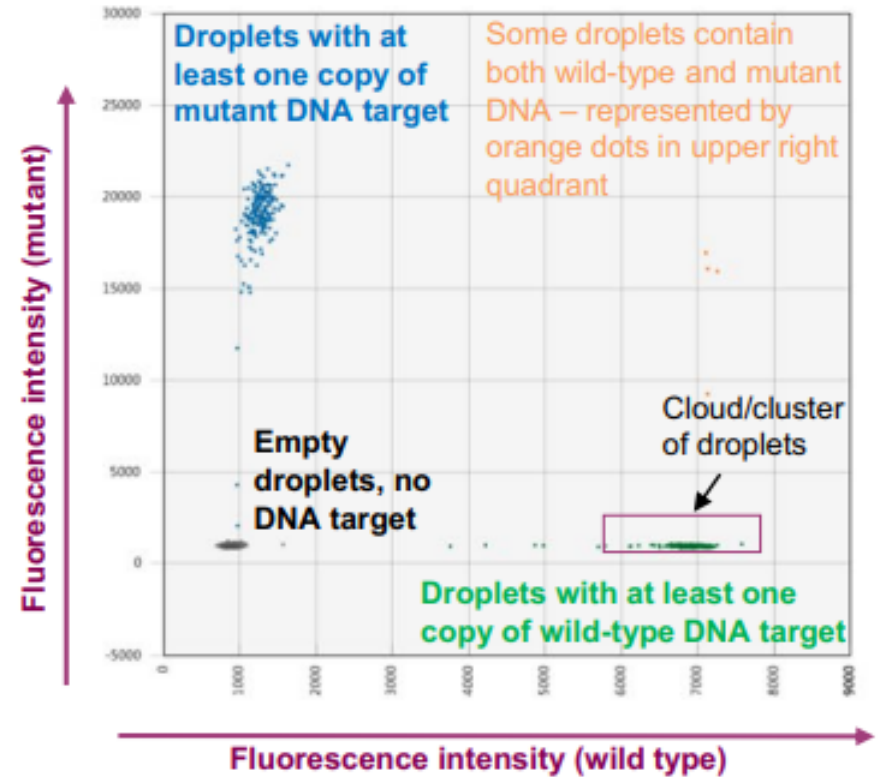 30000
Droplets with at
least one copy of
mutant DNA target
Some droplets contain
both wild-type and mutant
DNA – represented by
orange dots in upper right
quadrant
25000
20000
15000
10000
5000
0
-5000
Fluorescence intensity (mutant)
Empty
droplets, no
DNA target
Cloud/cluster
of droplets
Droplets with at least one
copy of wild-type DNA target
0
1000
2000
3000
4000
5000
6000
7000
8000
9000
Fluorescence intensity (wild type)